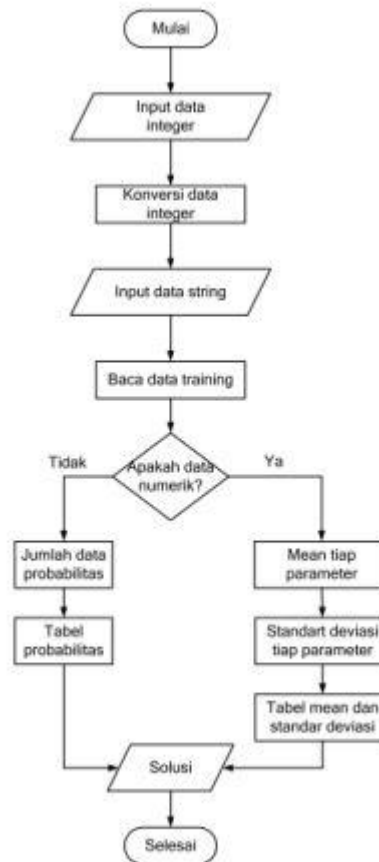 Mulai
Input data
integer
Konversi data
integer
Input data string
Baca data training
Apakah data
numerik?
Tidak
Ya
Jumlah data
probabilitas
Tabel
probabilitas
Mean tiap
parameter
Standart deviasi
tiap parameter
Tabel mean dan
standar deviasi
Solusi
Selesai